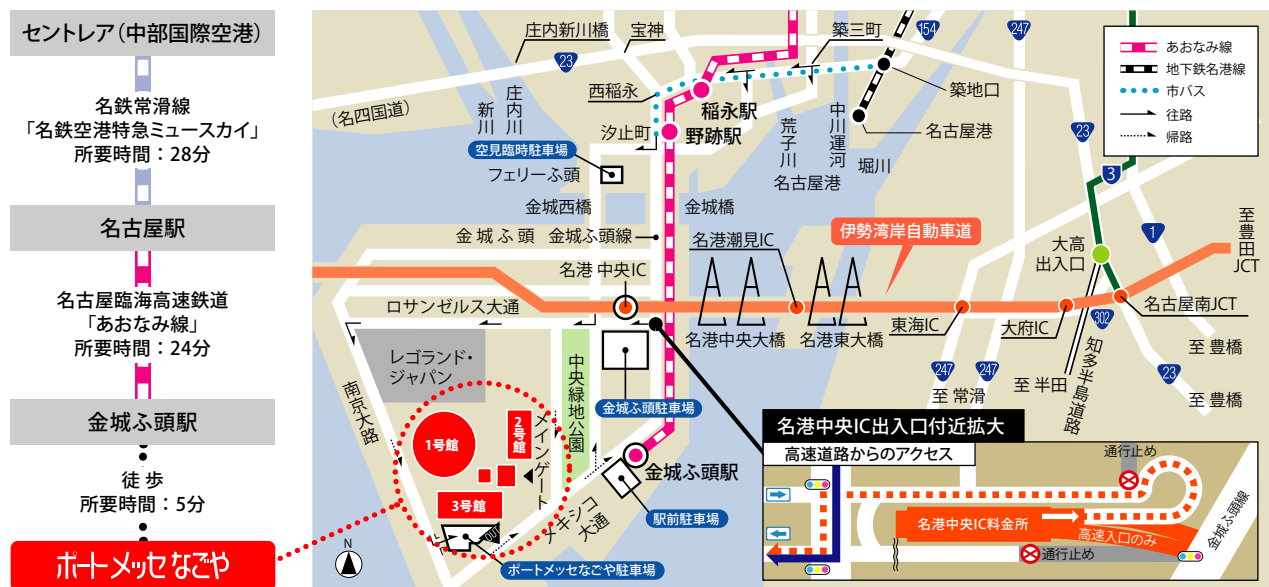 セントレア(中部国際空港)
名鉄常滑線
「名鉄空港特急ミュースカイ」
所要時間：28分
名古屋駅
名古屋臨海高速鉄道
「あおなみ線」
所要時間：24分
金城ふ頭駅
徒歩
所要時間：5分
ポートメッセなごや
庄内新川橋
宝神
築三町
154
247
23
(名四国道)
新川
庄内川
西稲永
汐止町
稲永駅
野跡駅
荒子川
中川運河
堀川
名古屋港
築地口
名古屋港
あおなみ線
地下鉄名港線
市バス
往路
帰路
23
3
1
空見臨時駐車場
フェリーふ頭
金城西橋
金城橋
金城ふ頭
金城ふ頭線
名港中央IC
名港潮見IC
伊勢湾岸自動車道
大高
出入口
至豊田JCT
ロサンゼルス大通
名港中央大橋
名港東大橋
東海IC
大府IC
302
名古屋南JCT
至 豊橋
247
247
至 常滑
至 半田
知多半島道路
23
至 豊橋
レゴランド・
ジャパン
南京大路
中央緑地公園
金城ふ頭駐車場
1号館
2号館
3号館
メインゲート
金城ふ頭駅
駅前駐車場
メキシコ大通
IN
OUT
ポートメッセなごや駐車場
N
名港中央IC出入口付近拡大
高速道路からのアクセス
通行止め
名港中央IC料金所
高速入口のみ
通行止め
金城ふ頭線